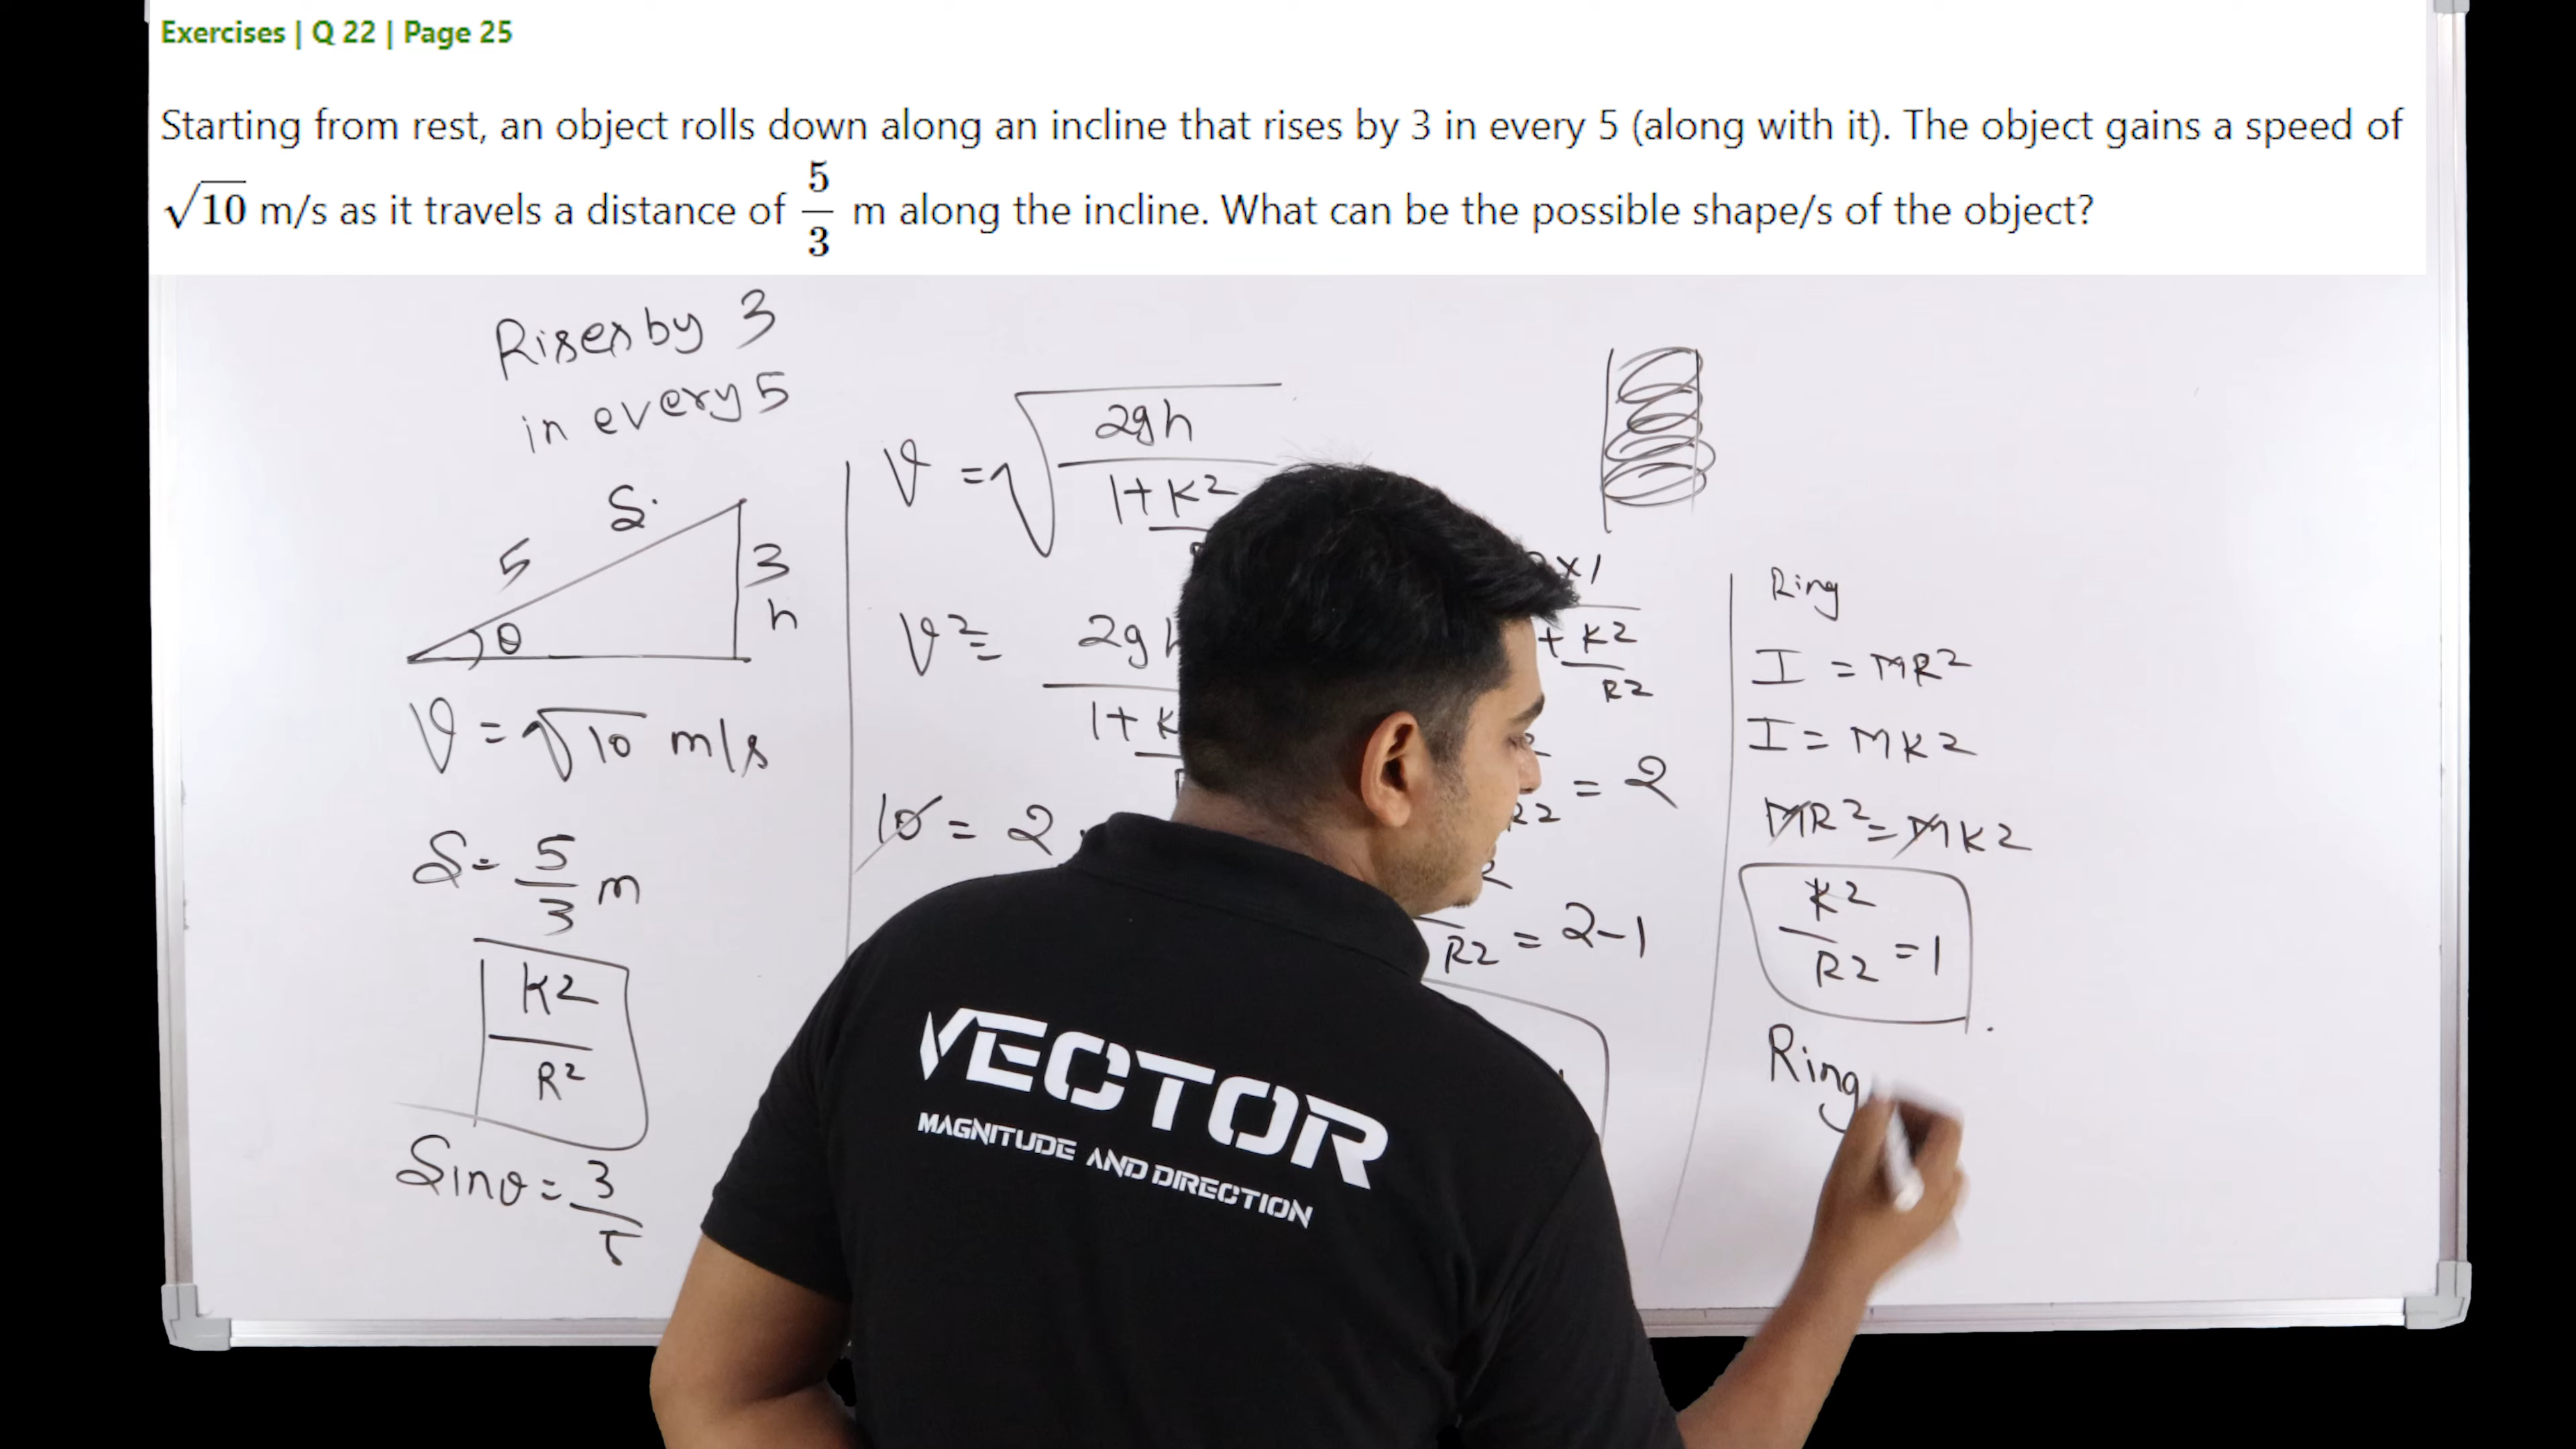 Exercises | Q 22 | Page 25
Starting from rest, an object rolls down along an incline that rises by 3 in every 5 (along with it). The object gains a speed of
√10 m/s as it travels a distance of 5/3 m along the incline. What can be the possible shape/s of the object?
Rises by 3
in every 5
S
5
3
h
θ
V = √10 m/s
S = 5/3 m
K2
R2
Sinθ = 3/5
V = √ 2gh
1+K2
V2 = 2gh
1+K
10 = 2
×1
+ K2
R2
= 2
R2
R2 = 2-1
Ring
I = MR2
I = MK2
MR2 = MK2
K2
R2 = 1
Ring
VECTOR
MAGNITUDE AND DIRECTION